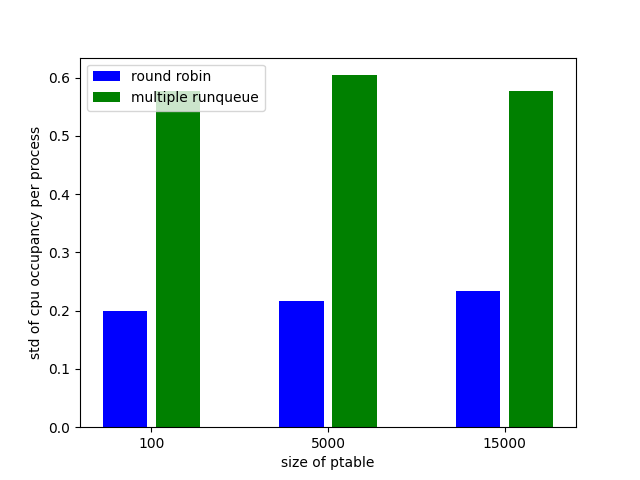 round robin
multiple runqueue
0.6
0.5
0.4
0.3
0.2
0.1
0.0
std of cpu occupancy per process
100
5000
15000
size of ptable